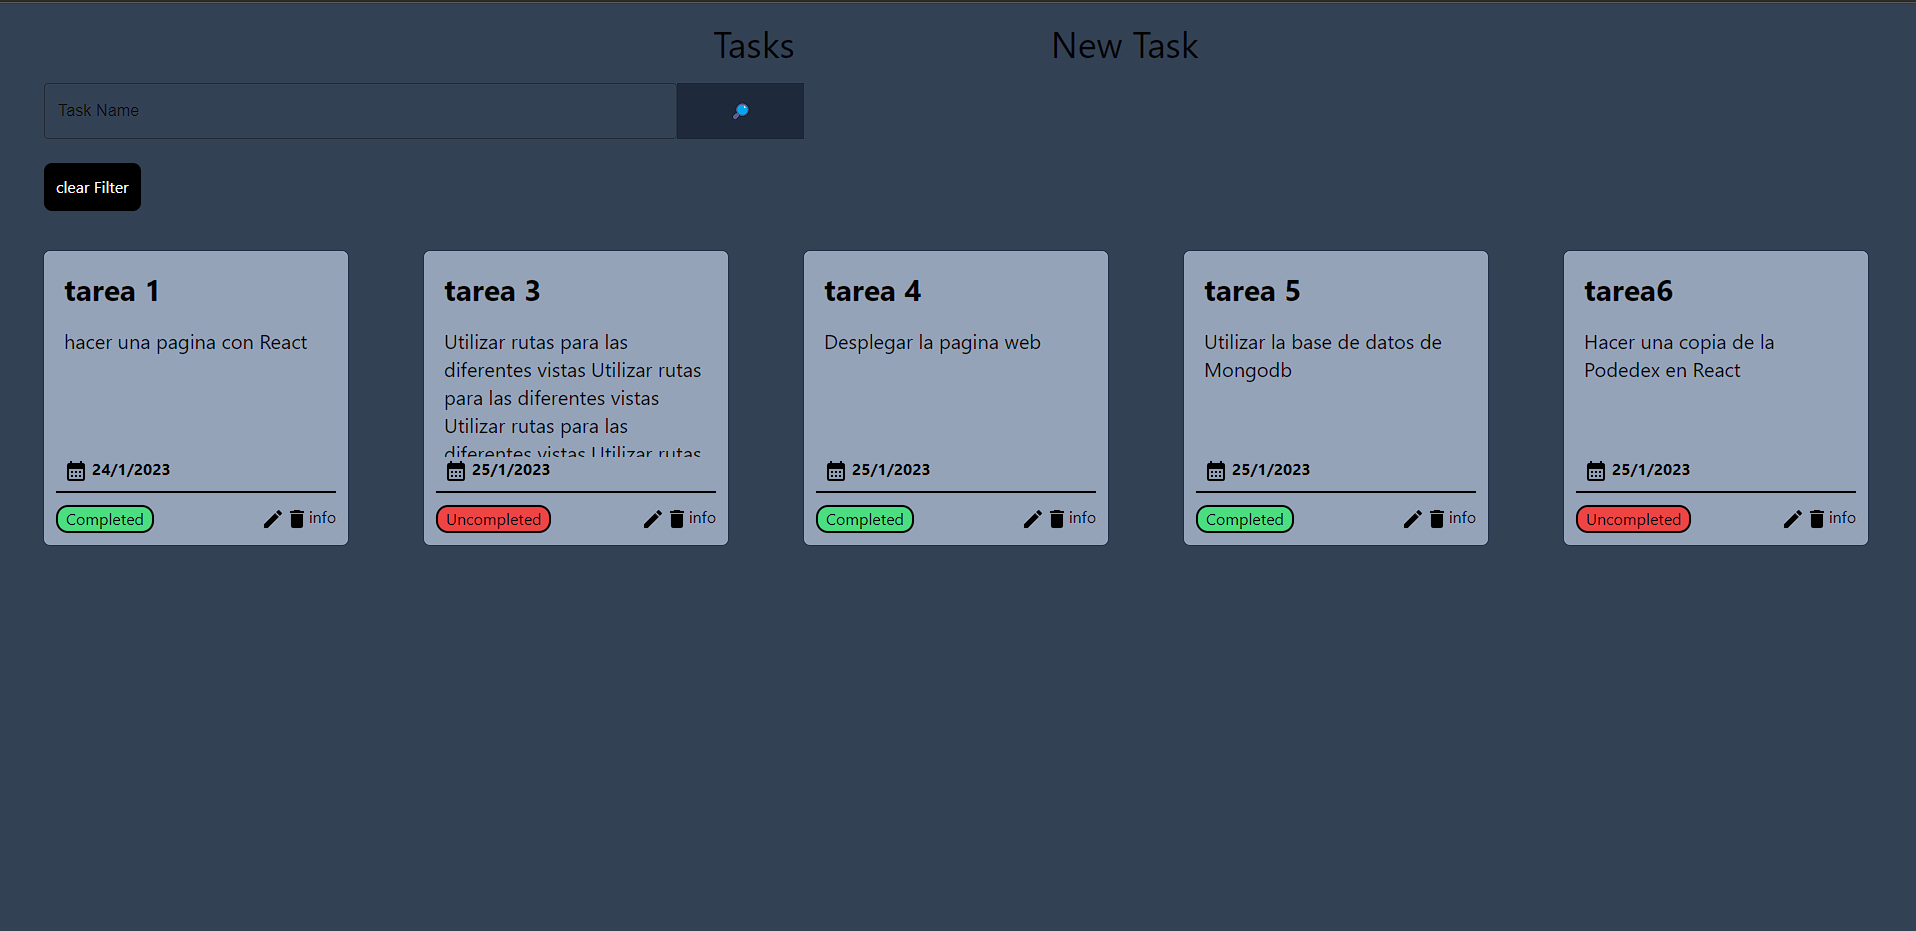 Tasks
New Task
Task Name
clear Filter
tarea 1
hacer una pagina con React
24/1/2023
Completed
info
tarea 3
Utilizar rutas para las
diferentes vistas Utilizar rutas
para las diferentes vistas
Utilizar rutas para las
diferentes vistas Utilizar rutas
25/1/2023
Uncompleted
info
tarea 4
Desplegar la pagina web
25/1/2023
Completed
info
tarea 5
Utilizar la base de datos de
Mongodb
25/1/2023
Completed
info
tarea6
Hacer una copia de la
Podedex en React
25/1/2023
Uncompleted
info